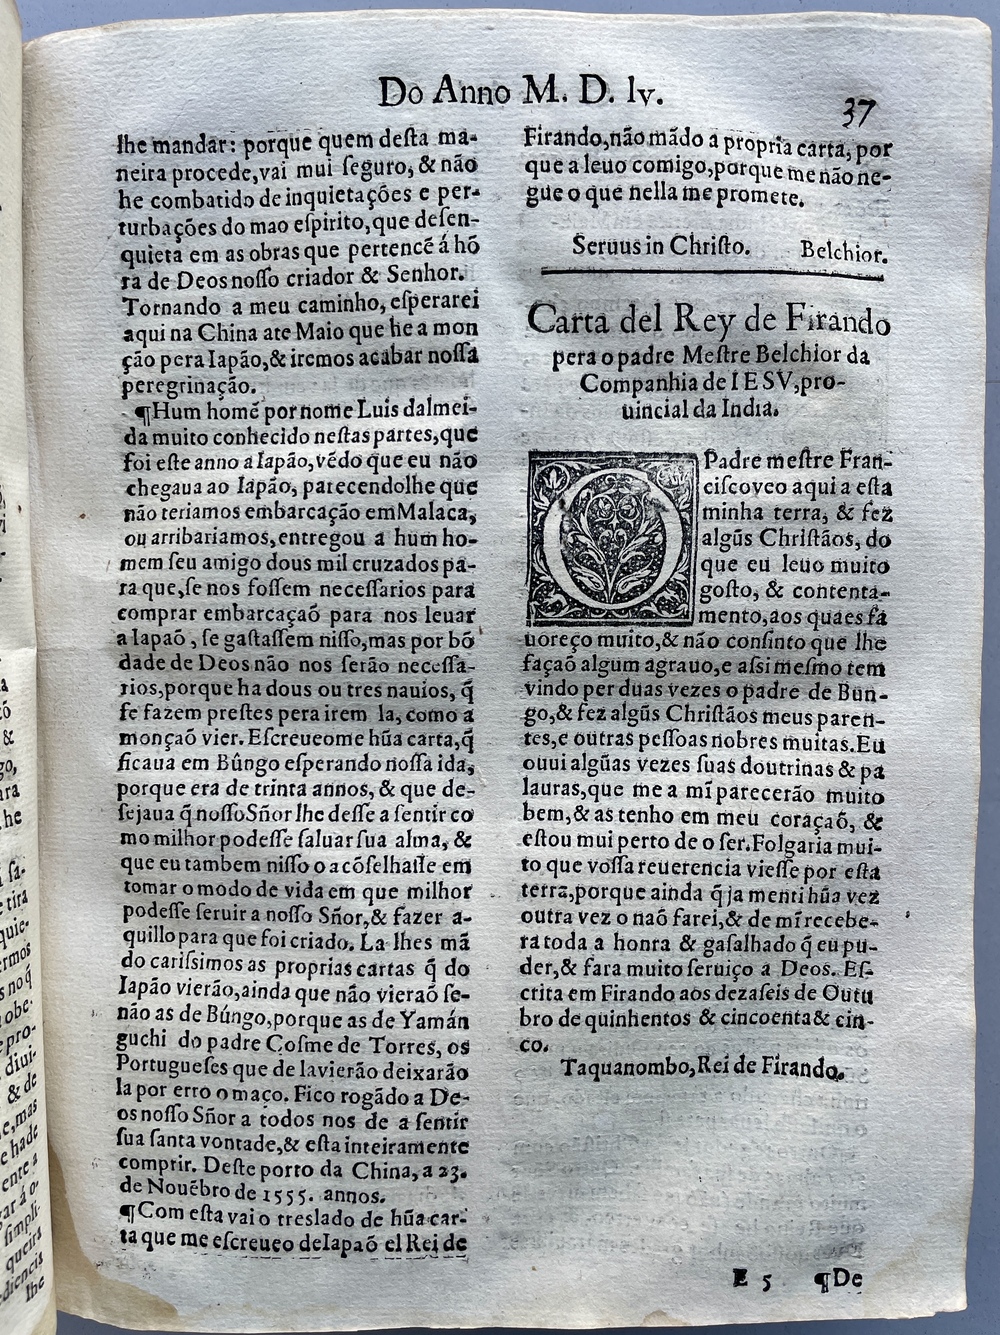 Do Anno M. D. lv.
37
lhe mandar: porque quem deſta ma-
neira procede,vai mui ſeguro, & não
he combatido de inquietações e per-
turbações do mao eſpirito,que deſen-
quieta em as obras que pertencẽ á hõ
ra de Deos noſſo criador & Senhor.
Tornando a meu caminho, eſperarei
aqui na China ate Maio que he a mon
ção pera Iapão,& iremos acabar noſſa
peregrinação.
¶Hum homẽ por nome Luis dalmei-
da muito conhecido neſtas partes,que
foi eſte anno a Iapão,vẽdo que eu não
chegaua ao Iapão, parecendolhe que
não teriamos embarcação em Malaca,
ou arribariamos,entregou a hum ho-
mem ſeu amigo dous mil cruzados pa-
ra que,ſe nos foſſem neceſſarios para
comprar embarcaçaõ para nos leuar
a Iapaõ , ſe gaſtaſſem niſſo,mas por bõ
dade de Deos não nos ſerão neceſſa-
rios,porque ha dous ou tres nauios, q̃
ſe fazem preſtes pera irem la, como a
monçaõ vier. Eſcreueome hũa carta,q̃
ficaua em Bûngo eſperando noſſa ida,
porque era de trinta annos, & que de-
ſejaua q̃ noſſo Sñor lhe deſſe a ſentir co
mo milhor podeſſe ſaluar ſua alma, &
que eu tambem niſſo o acõſelhaſſe em
tomar o modo de vida em que milhor
podeſſe ſeruir a noſſo Sñor,& fazer a-
quillo para que foi criado. La lhes mã
do cariſsimos as proprias cartas q̃ do
Iapão vierão,ainda que não vieraõ ſe-
não as de Búngo,porque as de Yamán
guchi do padre Coſme de Torres, os
Portugueſes que de la vierão deixarão
la por erro o maço. Fico rogãdo a De-
os noſſo Sñor a todos nos de a ſentir
ſua ſanta vontade,& eſta inteiramente
comprir. Deſte porto da China, a 23.
de Nouẽbro de 1555. annos.
¶Com eſta vai o treslado de hũa car-
ta que me eſcreueo de Iapaõ el Rei de
Firando,não mãdo a propria carta, por
que a leuo comigo,porque me não ne-
gue o que nella me promete.
Seruus in Chriſto. Belchior.
Carta del Rey de Firando
pera o padre Meſtre Belchior da
Companhia de IESV,pro-
uincial da India.
O Padre meſtre Fran-
ciſco veo aqui a eſta
minha terra, & fez
algũs Chriſtãos, do
que eu leuo muito
goſto, & contenta-
mento,aos quaes fa
uoreço muito,& não conſinto que lhe
façaõ algum agrauo,e aſsi meſmo tem
vindo per duas vezes o padre de Bun-
go,& fez algũs Chriſtãos meus paren-
tes,e outras peſſoas nobres muitas.Eu
ouui algũas vezes ſuas doutrinas & pa
lauras,que me a mĩ parecerão muito
bem,& as tenho em meu coraçaõ, &
eſtou mui perto de o ſer.Folgaria mui-
to que voſſa reuerencia vieſſe por eſta
terra,porque ainda q̃ ja menti hũa vez
outra vez o naõ farei,& de mĩ recebe-
ra toda a honra & gaſalhado q̃ eu pu-
der,& fara muito ſeruiço a Deos. Eſ-
crita em Firando aos dezaſeis de Outu
bro de quinhentos & cincoenta & cin-
co.
Taquanombo,Rei de Firando.
E 5 ¶De